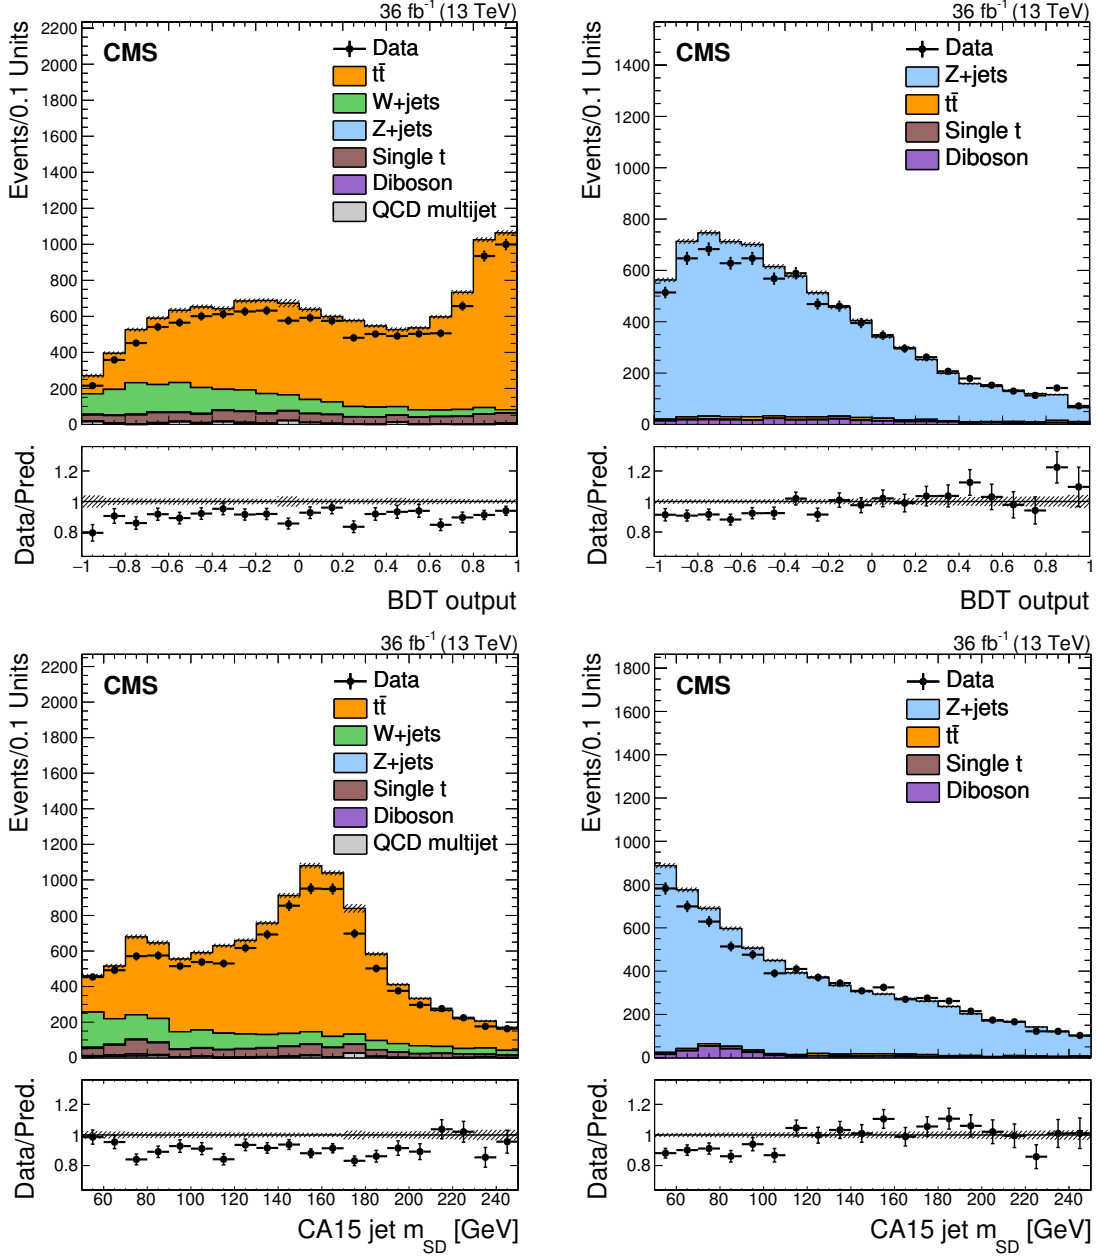 36 fb⁻¹ (13 TeV)
Events/0.1 Units
2200
2000
1800
1600
1400
1200
1000
800
600
400
200
0
CMS
Data
tt̄
W+jets
Z+jets
Single t
Diboson
QCD multijet
Data/Pred.
1.2
1
0.8
−1 −0.8 −0.6 −0.4 −0.2 0 0.2 0.4 0.6 0.8 1
BDT output
36 fb⁻¹ (13 TeV)
Events/0.1 Units
1400
1200
1000
800
600
400
200
0
CMS
Data
Z+jets
tt̄
Single t
Diboson
Data/Pred.
1.2
1
0.8
−1 −0.8 −0.6 −0.4 −0.2 0 0.2 0.4 0.6 0.8 1
BDT output
36 fb⁻¹ (13 TeV)
Events/0.1 Units
2200
2000
1800
1600
1400
1200
1000
800
600
400
200
0
CMS
Data
tt̄
W+jets
Z+jets
Single t
Diboson
QCD multijet
Data/Pred.
1.2
1
0.8
60 80 100 120 140 160 180 200 220 240
CA15 jet m_SD [GeV]
36 fb⁻¹ (13 TeV)
Events/0.1 Units
1800
1600
1400
1200
1000
800
600
400
200
0
CMS
Data
Z+jets
tt̄
Single t
Diboson
Data/Pred.
1.2
1
0.8
60 80 100 120 140 160 180 200 220 240
CA15 jet m_SD [GeV]